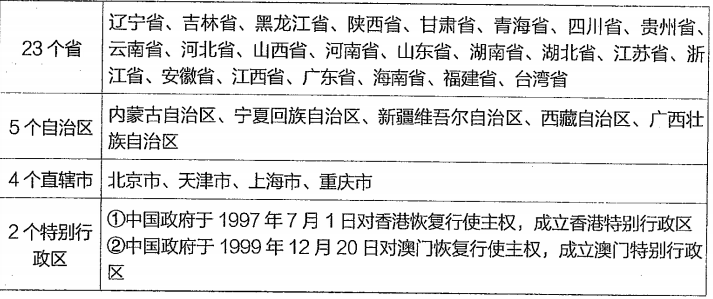 23 个省
辽宁省、吉林省、黑龙江省、陕西省、甘肃省、青海省、四川省、贵州省、
云南省、河北省、山西省、河南省、山东省、湖南省、湖北省、江苏省、浙
江省、安徽省、江西省、广东省、海南省、福建省、台湾省
5 个自治区
内蒙古自治区、宁夏回族自治区、新疆维吾尔自治区、西藏自治区、广西壮
族自治区
4 个直辖市
北京市、天津市、上海市、重庆市
2 个特别行
政区
①中国政府于 1997 年 7 月 1 日对香港恢复行使主权，成立香港特别行政区
②中国政府于 1999 年 12 月 20 日对澳门恢复行使主权，成立澳门特别行政
区